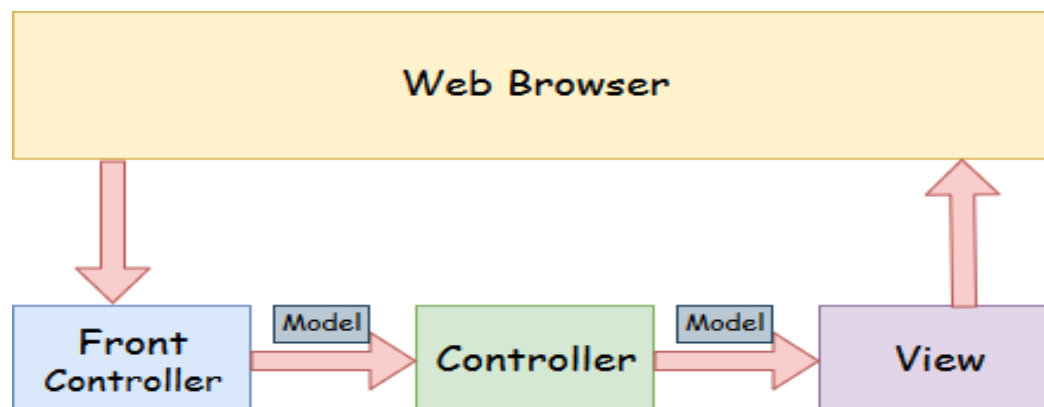 Web Browser
Front
Controller
Model
Controller
Model
View